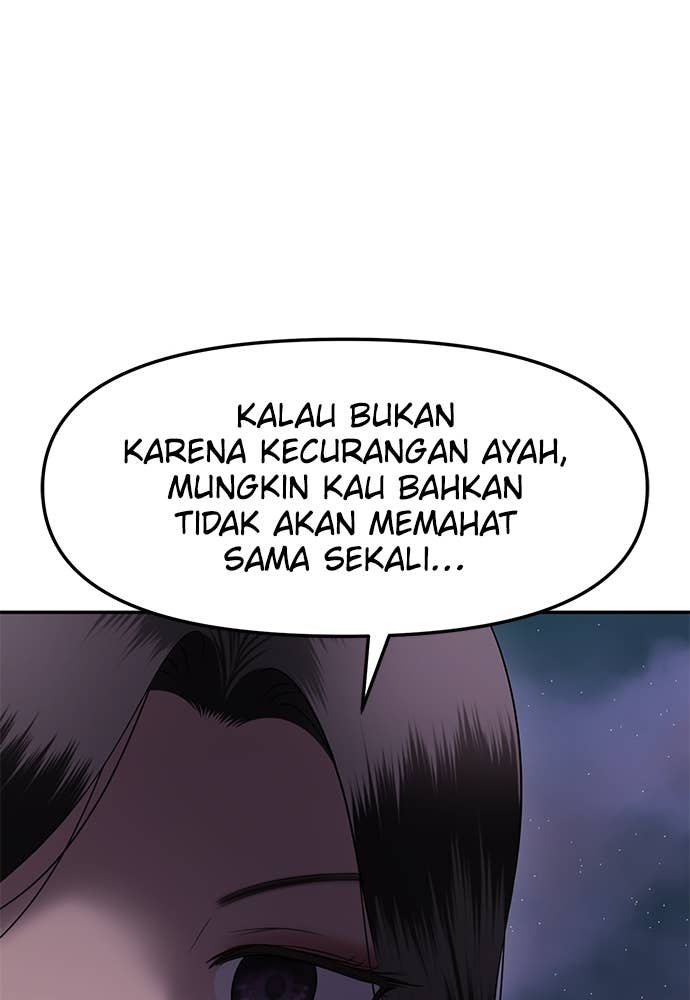 KALAU BUKAN
KARENA KECURANGAN AYAH,
MUNGKIN KAU BAHKAN
TIDAK AKAN MEMAHAT
SAMA SEKALI...